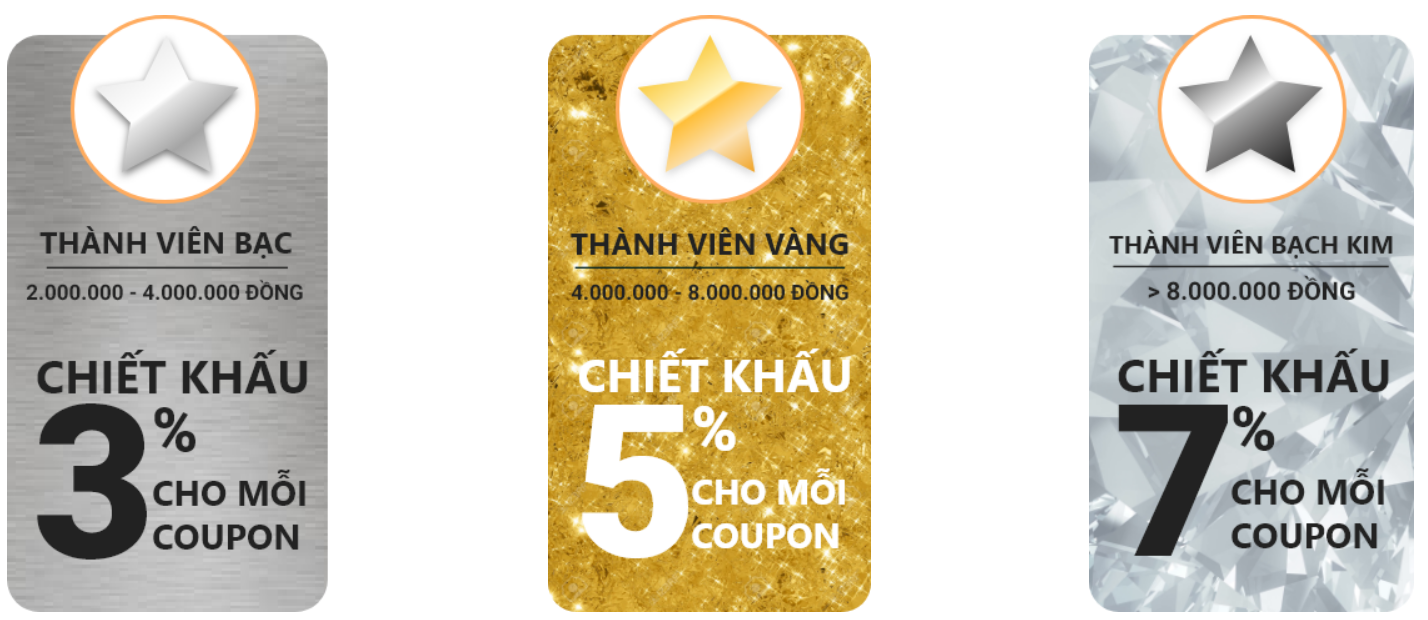 THÀNH VIÊN BẠC
2.000.000 - 4.000.000 ĐỒNG
CHIẾT KHẤU
3%
CHO MỖI
COUPON
THÀNH VIÊN VÀNG
4.000.000 - 8.000.000 ĐỒNG
CHIẾT KHẤU
5%
CHO MỖI
COUPON
THÀNH VIÊN BẠCH KIM
> 8.000.000 ĐỒNG
CHIẾT KHẤU
7%
CHO MỖI
COUPON